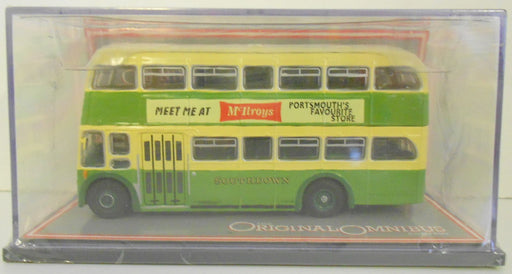 MEET ME AT
McIlroys
PORTSMOUTH'S
FAVOURITE
STORE
SOUTHDOWN
ORIGINAL OMNIBUS